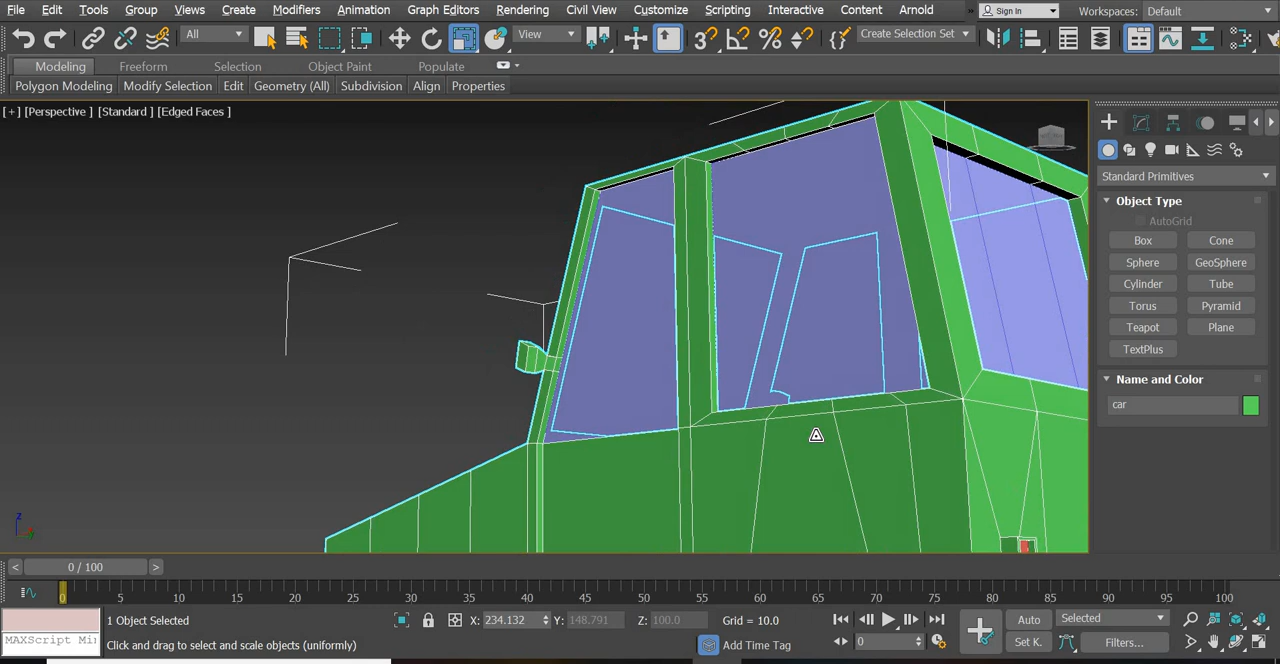 File Edit Tools Group Views Create Modifiers Animation Graph Editors Rendering Civil View Customize Scripting Interactive Content Arnold » Sign In Workspaces: Default
All View Create Selection Set
Modeling Freeform Selection Object Paint Populate
Polygon Modeling Modify Selection Edit Geometry (All) Subdivision Align Properties
[+] [Perspective ] [Standard ] [Edged Faces ]
Standard Primitives
Object Type
AutoGrid
Box Cone
Sphere GeoSphere
Cylinder Tube
Torus Pyramid
Teapot Plane
TextPlus
Name and Color
car
z
< 0 / 100 >
0 5 10 15 20 25 30 35 40 45 50 55 60 65 70 75 80 85 90 95 100
1 Object Selected X: 234.132 Y: 148.791 Z: 100.0 Grid = 10.0 Auto Selected
MAXScript Min Click and drag to select and scale objects (uniformly) Add Time Tag 0 Set K. Filters...